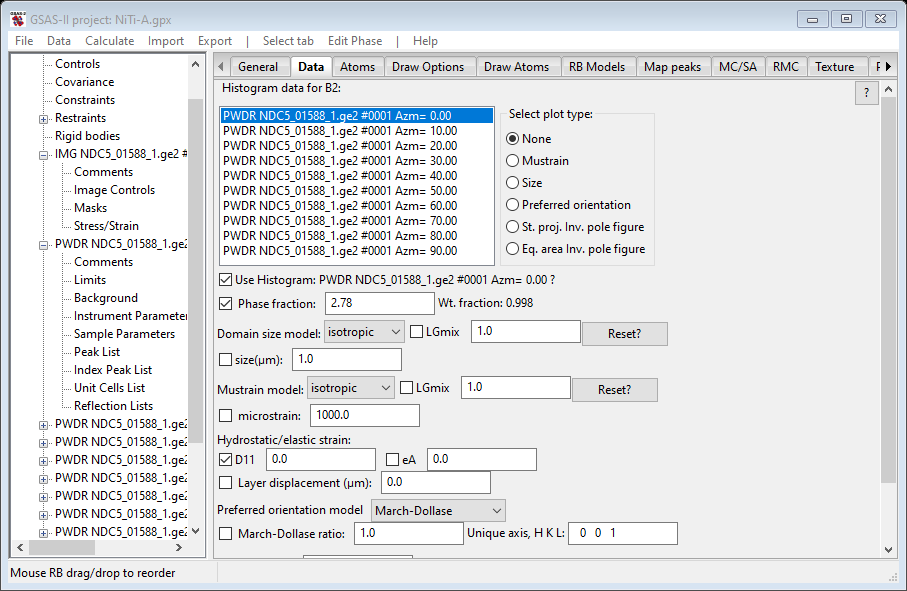 GSAS-II project: NiTi-A.gpx
File Data Calculate Import Export | Select tab Edit Phase | Help
Controls
Covariance
Constraints
Restraints
Rigid bodies
IMG NDC5_01588_1.ge2 #
Comments
Image Controls
Masks
Stress/Strain
PWDR NDC5_01588_1.ge2
Comments
Limits
Background
Instrument Parameter
Sample Parameters
Peak List
Index Peak List
Unit Cells List
Reflection Lists
PWDR NDC5_01588_1.ge2
PWDR NDC5_01588_1.ge2
PWDR NDC5_01588_1.ge2
PWDR NDC5_01588_1.ge2
PWDR NDC5_01588_1.ge2
PWDR NDC5_01588_1.ge2
PWDR NDC5_01588_1.ge2
General Data Atoms Draw Options Draw Atoms RB Models Map peaks MC/SA RMC Texture
Histogram data for B2:
?
PWDR NDC5_01588_1.ge2 #0001 Azm= 0.00
PWDR NDC5_01588_1.ge2 #0001 Azm= 10.00
PWDR NDC5_01588_1.ge2 #0001 Azm= 20.00
PWDR NDC5_01588_1.ge2 #0001 Azm= 30.00
PWDR NDC5_01588_1.ge2 #0001 Azm= 40.00
PWDR NDC5_01588_1.ge2 #0001 Azm= 50.00
PWDR NDC5_01588_1.ge2 #0001 Azm= 60.00
PWDR NDC5_01588_1.ge2 #0001 Azm= 70.00
PWDR NDC5_01588_1.ge2 #0001 Azm= 80.00
PWDR NDC5_01588_1.ge2 #0001 Azm= 90.00
Select plot type:
None
Mustrain
Size
Preferred orientation
St. proj. Inv. pole figure
Eq. area Inv. pole figure
Use Histogram: PWDR NDC5_01588_1.ge2 #0001 Azm= 0.00 ?
Phase fraction: 2.78 Wt. fraction: 0.998
Domain size model: isotropic LGmix 1.0 Reset?
size(μm): 1.0
Mustrain model: isotropic LGmix 1.0 Reset?
microstrain: 1000.0
Hydrostatic/elastic strain:
D11 0.0 eA 0.0
Layer displacement (μm): 0.0
Preferred orientation model March-Dollase
March-Dollase ratio: 1.0 Unique axis, H K L: 0 0 1
Mouse RB drag/drop to reorder